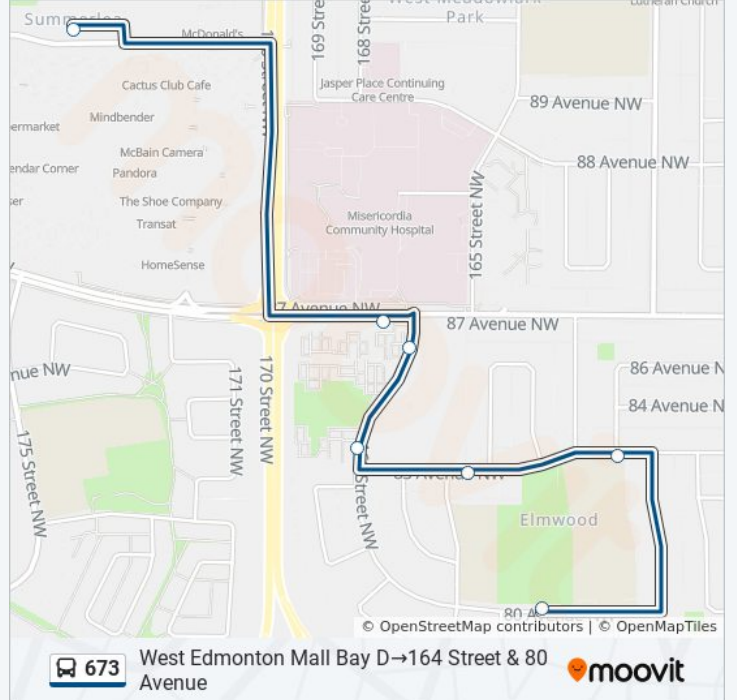 Lutheran Church
West Meadowlark
Park
Summerlea
McDonald's
169 Stre
168 Stre
Jasper Place Continuing
Care Centre
Cactus Club Cafe
89 Avenue NW
Mindbender
ermarket
McBain Camera
88 Avenue NW
endar Corner
Pandora
ser
The Shoe Company
165 Street NW
Transat
Misericordia
Community Hospital
HomeSense
7 Avenue NW
87 Avenue NW
nue NW
171 Street NW
170 Street NW
86 Avenue N
84 Avenue N
175 Street NW
Street NW
Elmwood
80 A
© OpenStreetMap contributors | © OpenMapTiles
673
West Edmonton Mall Bay D→164 Street & 80
Avenue
moovit